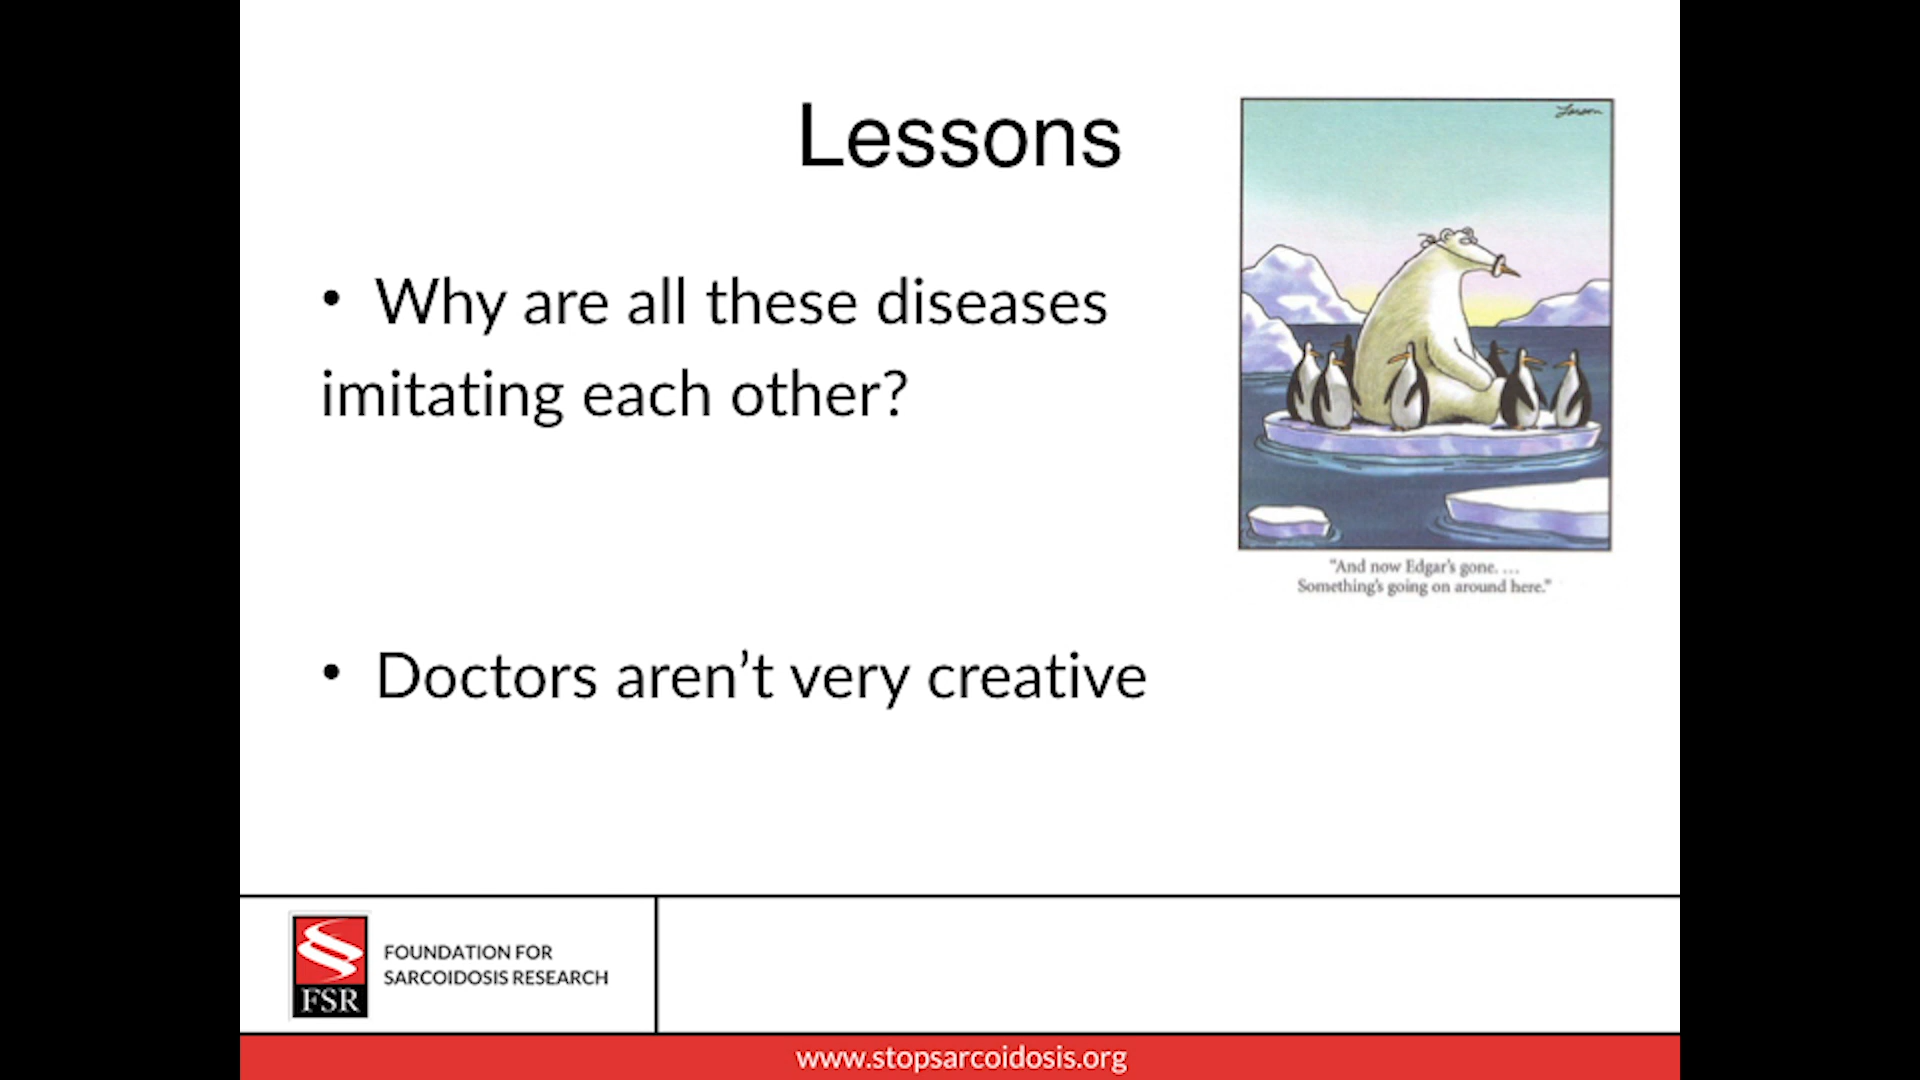 Lessons
• Why are all these diseases
imitating each other?
• Doctors aren’t very creative
Larson
“And now Edgar’s gone. ...
Something’s going on around here.”
FSR
FOUNDATION FOR
SARCOIDOSIS RESEARCH
www.stopsarcoidosis.org